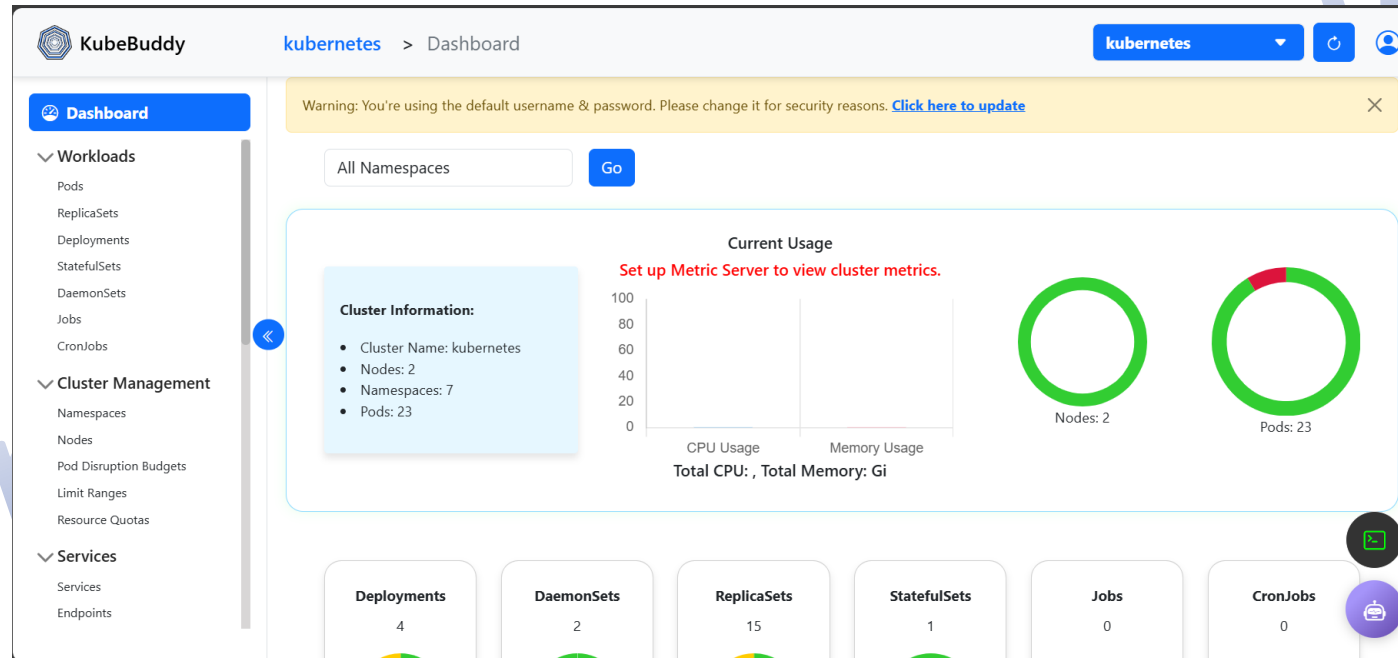 KubeBuddy
kubernetes > Dashboard
kubernetes
Dashboard
Workloads
Pods
ReplicaSets
Deployments
StatefulSets
DaemonSets
Jobs
CronJobs
Cluster Management
Namespaces
Nodes
Pod Disruption Budgets
Limit Ranges
Resource Quotas
Services
Services
Endpoints
Warning: You're using the default username & password. Please change it for security reasons. Click here to update
All Namespaces
Go
Cluster Information:
Cluster Name: kubernetes
Nodes: 2
Namespaces: 7
Pods: 23
Current Usage
Set up Metric Server to view cluster metrics.
100
80
60
40
20
0
CPU Usage Memory Usage
Total CPU: , Total Memory: Gi
Nodes: 2
Pods: 23
Deployments
4
DaemonSets
2
ReplicaSets
15
StatefulSets
1
Jobs
0
CronJobs
0